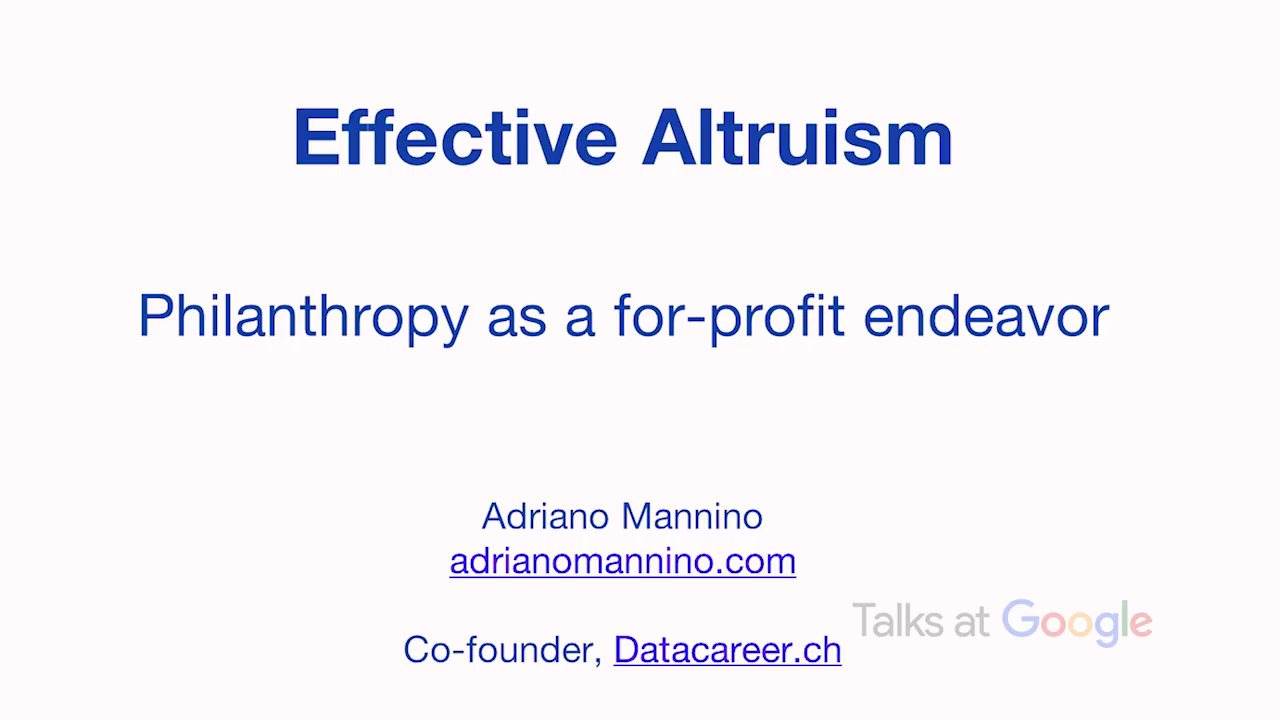 Effective Altruism
Philanthropy as a for-profit endeavor
Adriano Mannino
adrianomannino.com
Talks at Google
Co-founder, Datacareer.ch